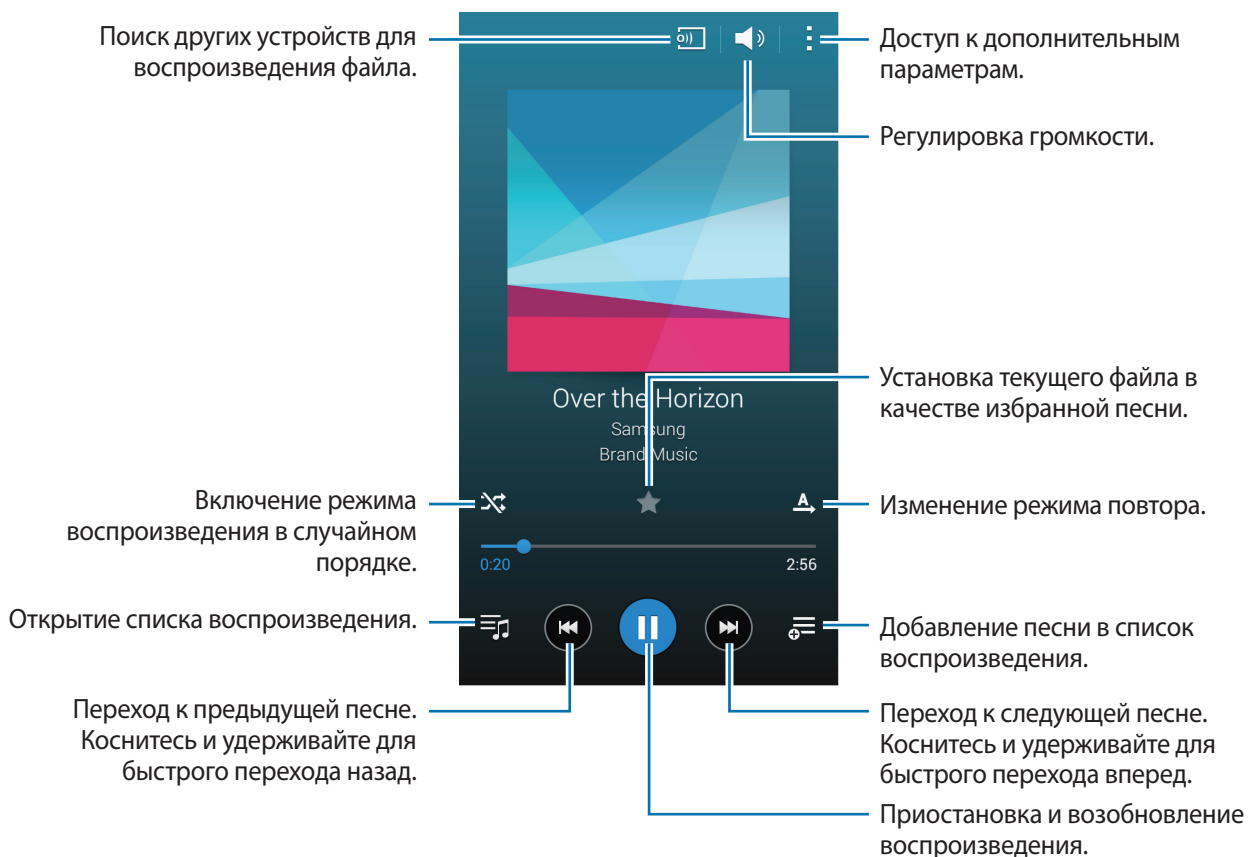 Поиск других устройств для
воспроизведения файла.
Доступ к дополнительным
параметрам.
Регулировка громкости.
Over the Horizon
Samsung
Brand Music
Установка текущего файла в
качестве избранной песни.
Включение режима
воспроизведения в случайном
порядке.
A
Изменение режима повтора.
0:20
2:56
Открытие списка воспроизведения.
Добавление песни в список
воспроизведения.
Переход к предыдущей песне.
Коснитесь и удерживайте для
быстрого перехода назад.
Переход к следующей песне.
Коснитесь и удерживайте для
быстрого перехода вперед.
Приостановка и возобновление
воспроизведения.